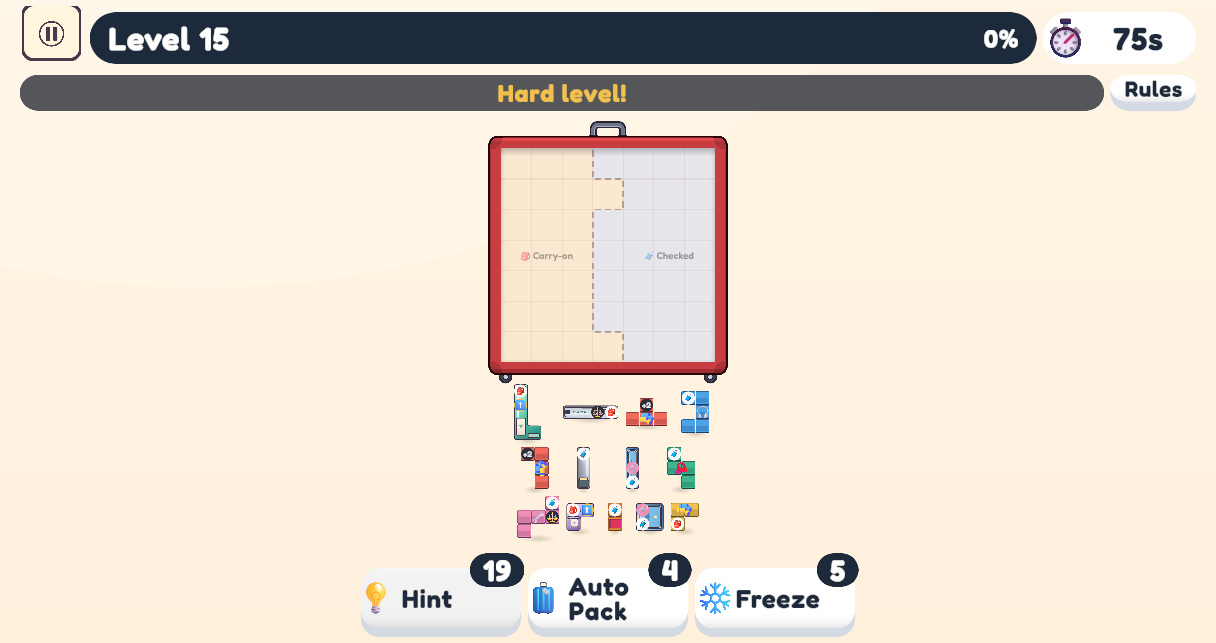 Level 15
0%
75s
Hard level!
Rules
Carry-on
Checked
+2
+2
19
4
5
Hint
Auto
Pack
Freeze